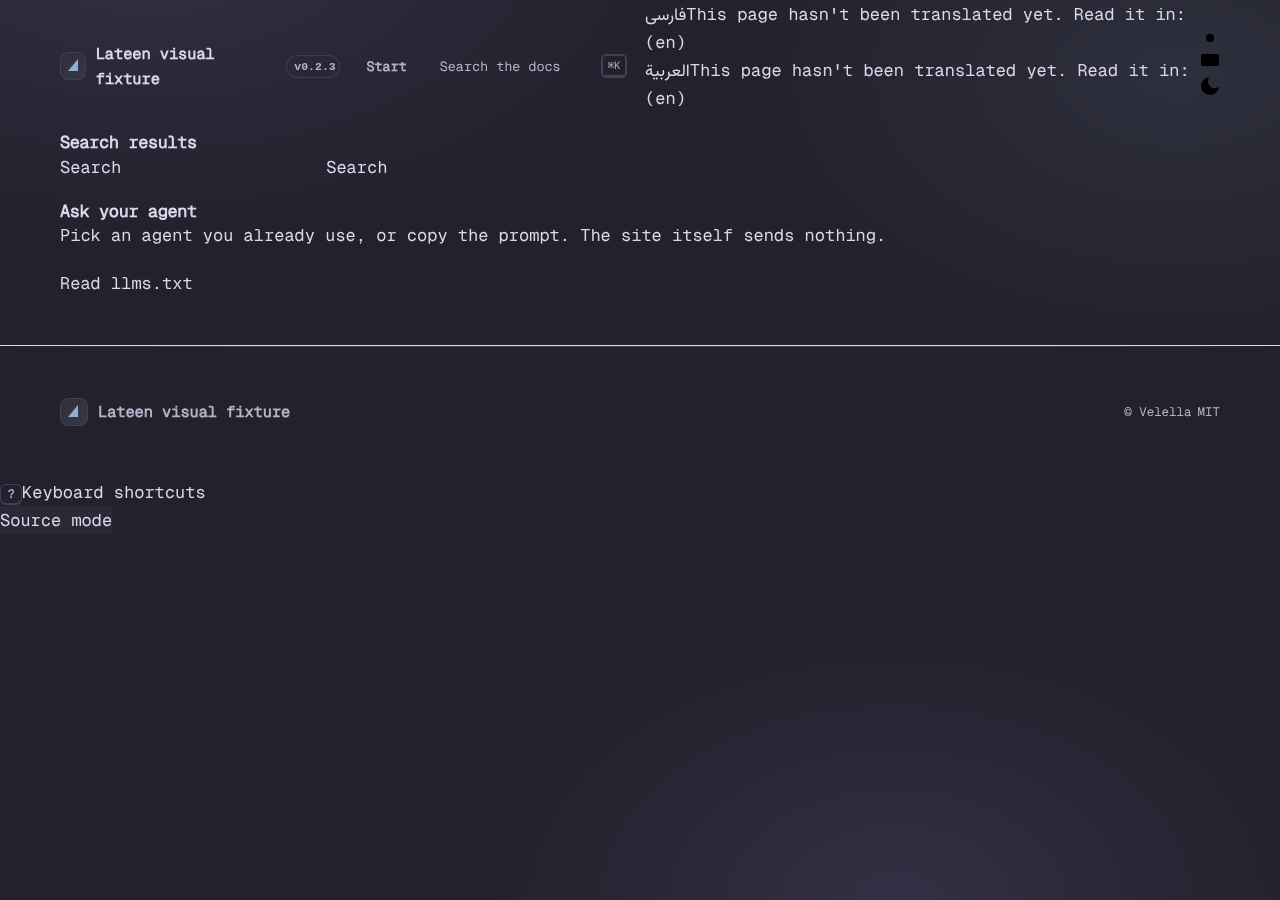 Lateen visual
fixture
v0.2.3
Start
Search the docs
⌘K
فارسیThis page hasn't been translated yet. Read it in:
(en)
العربيةThis page hasn't been translated yet. Read it in:
(en)
Search results
Search
Search
Ask your agent
Pick an agent you already use, or copy the prompt. The site itself sends nothing.
Read llms.txt
Lateen visual fixture
© Velella MIT
? Keyboard shortcuts
Source mode